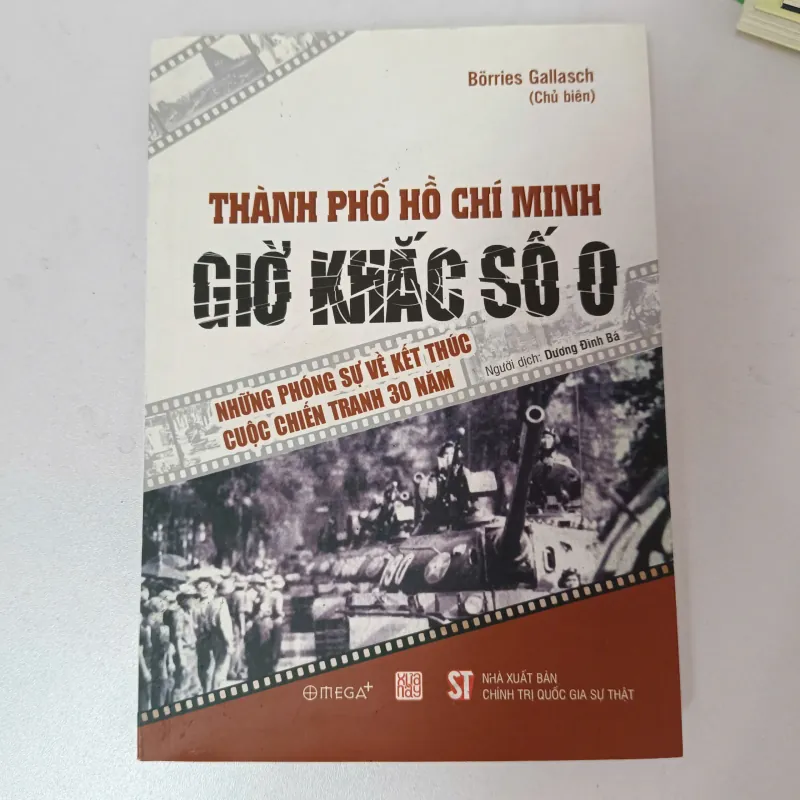 Börries Gallasch
(Chủ biên)
THÀNH PHỐ HỒ CHÍ MINH
GIỜ KHẮC SỐ 0
NHỮNG PHÓNG SỰ VỀ KẾT THÚC
CUỘC CHIẾN TRANH 30 NĂM
Người dịch: Dương Đình Bá
OMEGA+
XƯA
NAY
ST
NHÀ XUẤT BẢN
CHÍNH TRỊ QUỐC GIA SỰ THẬT